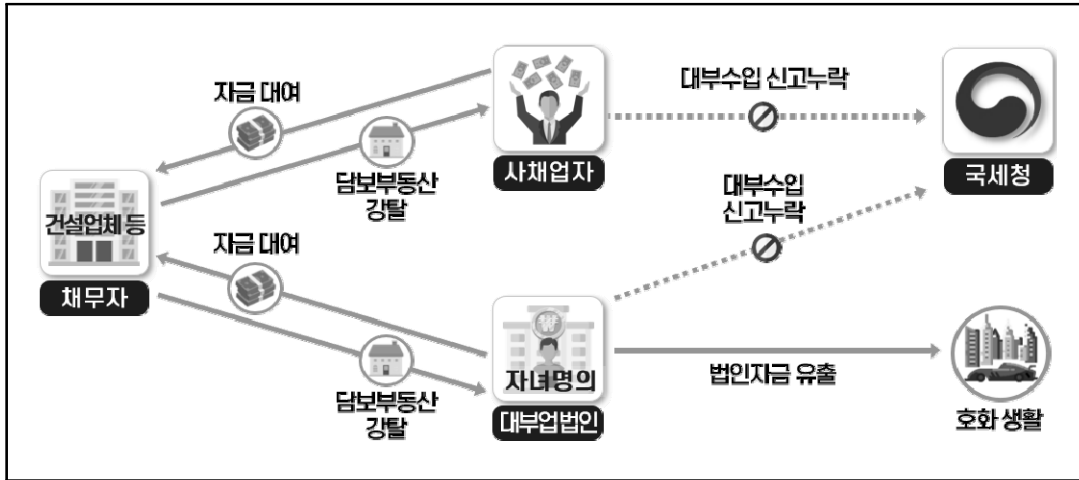 자금 대여
담보부동산
강탈
사채업자
대부수입 신고누락
국세청
건설업체 등
채무자
자금 대여
담보부동산
강탈
자녀명의
대부업법인
대부수입
신고누락
법인자금 유출
호화 생활